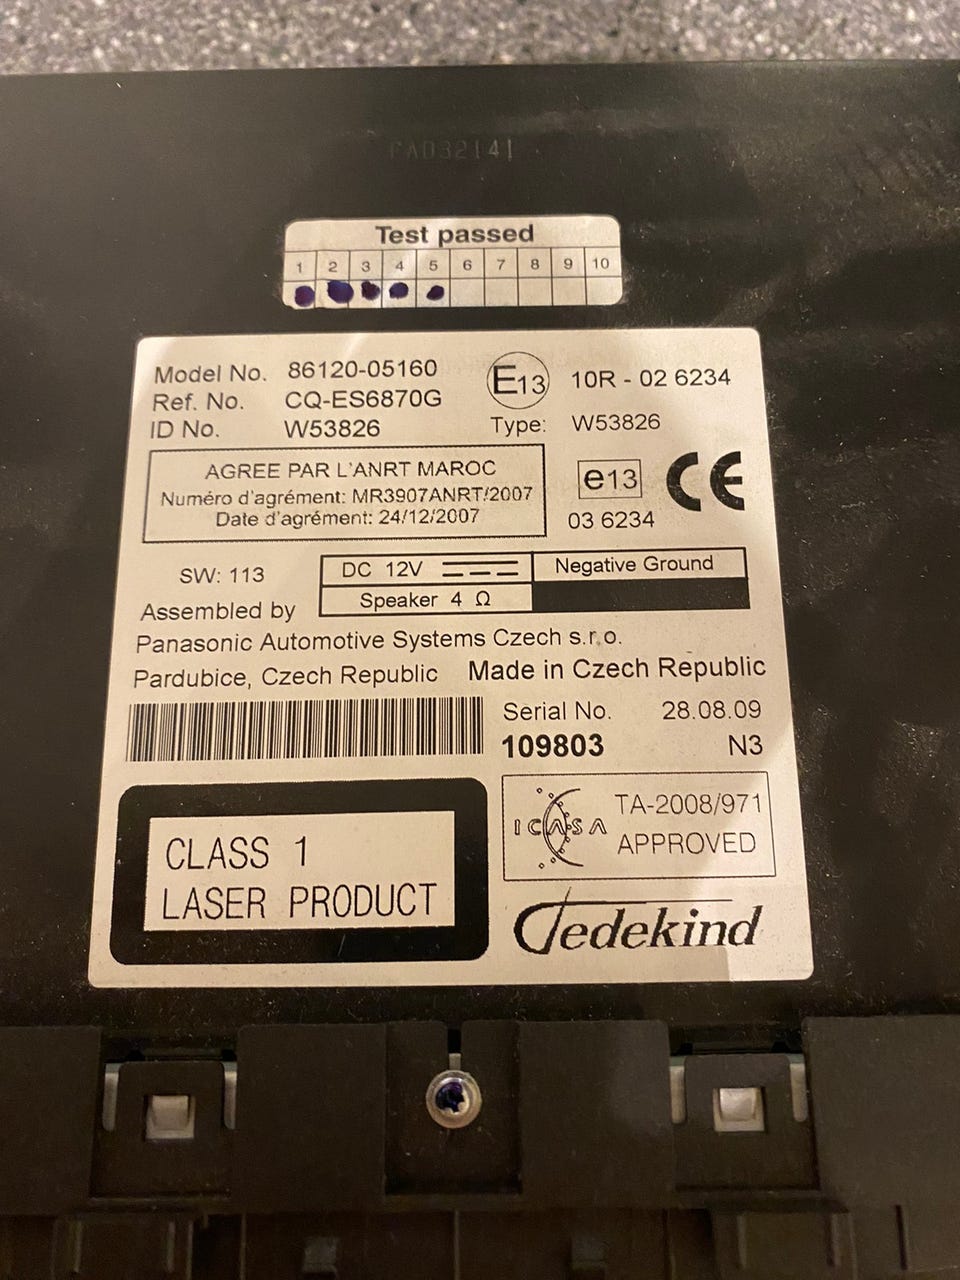 FA032141
Test passed
1 2 3 4 5 6 7 8 9 10
Model No. 86120-05160
Ref. No. CQ-ES6870G
ID No. W53826
E13 10R - 02 6234
Type: W53826
AGREE PAR L'ANRT MAROC
Numéro d'agrément: MR3907ANRT/2007
Date d'agrément: 24/12/2007
e13 CE
03 6234
SW: 113
DC 12V
Negative Ground
Speaker 4 Ω
Assembled by
Panasonic Automotive Systems Czech s.r.o.
Pardubice, Czech Republic Made in Czech Republic
Serial No. 28.08.09
109803 N3
CLASS 1
LASER PRODUCT
ICASA TA-2008/971
APPROVED
Jedekind